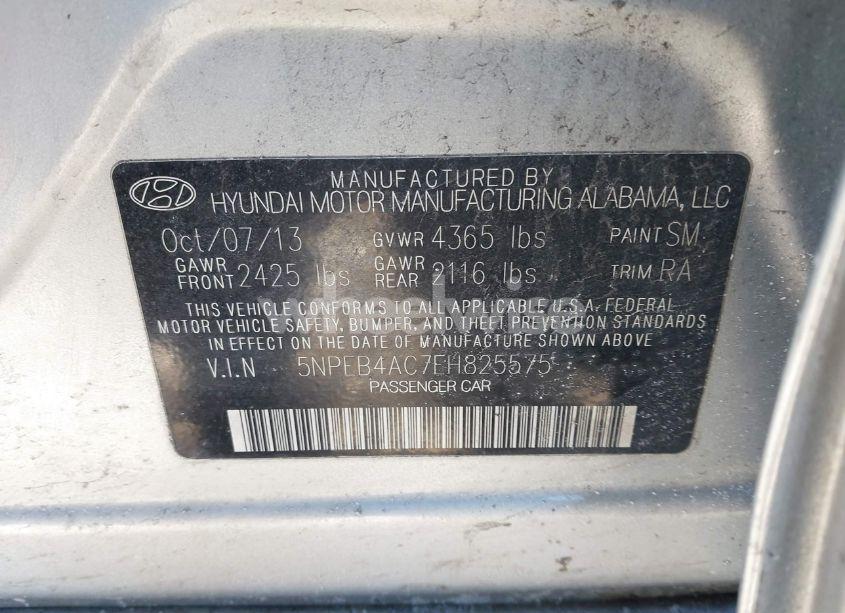 MANUFACTURED BY
HYUNDAI MOTOR MANUFACTURING ALABAMA, LLC
Oct/07/13 GVWR 4365 lbs PAINT SM
GAWR FRONT 2425 lbs GAWR REAR 2116 lbs TRIM RA
THIS VEHICLE CONFORMS TO ALL APPLICABLE U.S.A. FEDERAL
MOTOR VEHICLE SAFETY, BUMPER, AND THEFT PREVENTION STANDARDS
IN EFFECT ON THE DATE OF MANUFACTURE SHOWN ABOVE
V.I.N 5NPEB4AC7EH825575
PASSENGER CAR